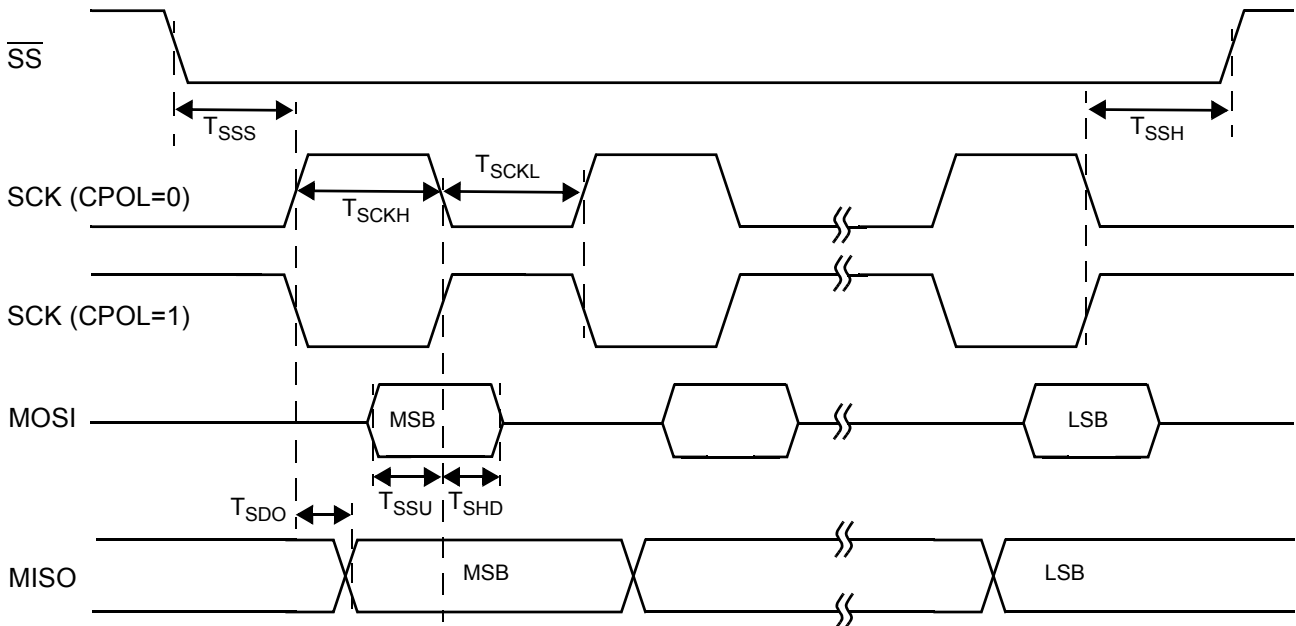 SS
TSSS
TSSH
SCK (CPOL=0)
TSCKH
TSCKL
SCK (CPOL=1)
MOSI
MSB
LSB
TSSU
TSHD
TSDO
MISO
MSB
LSB